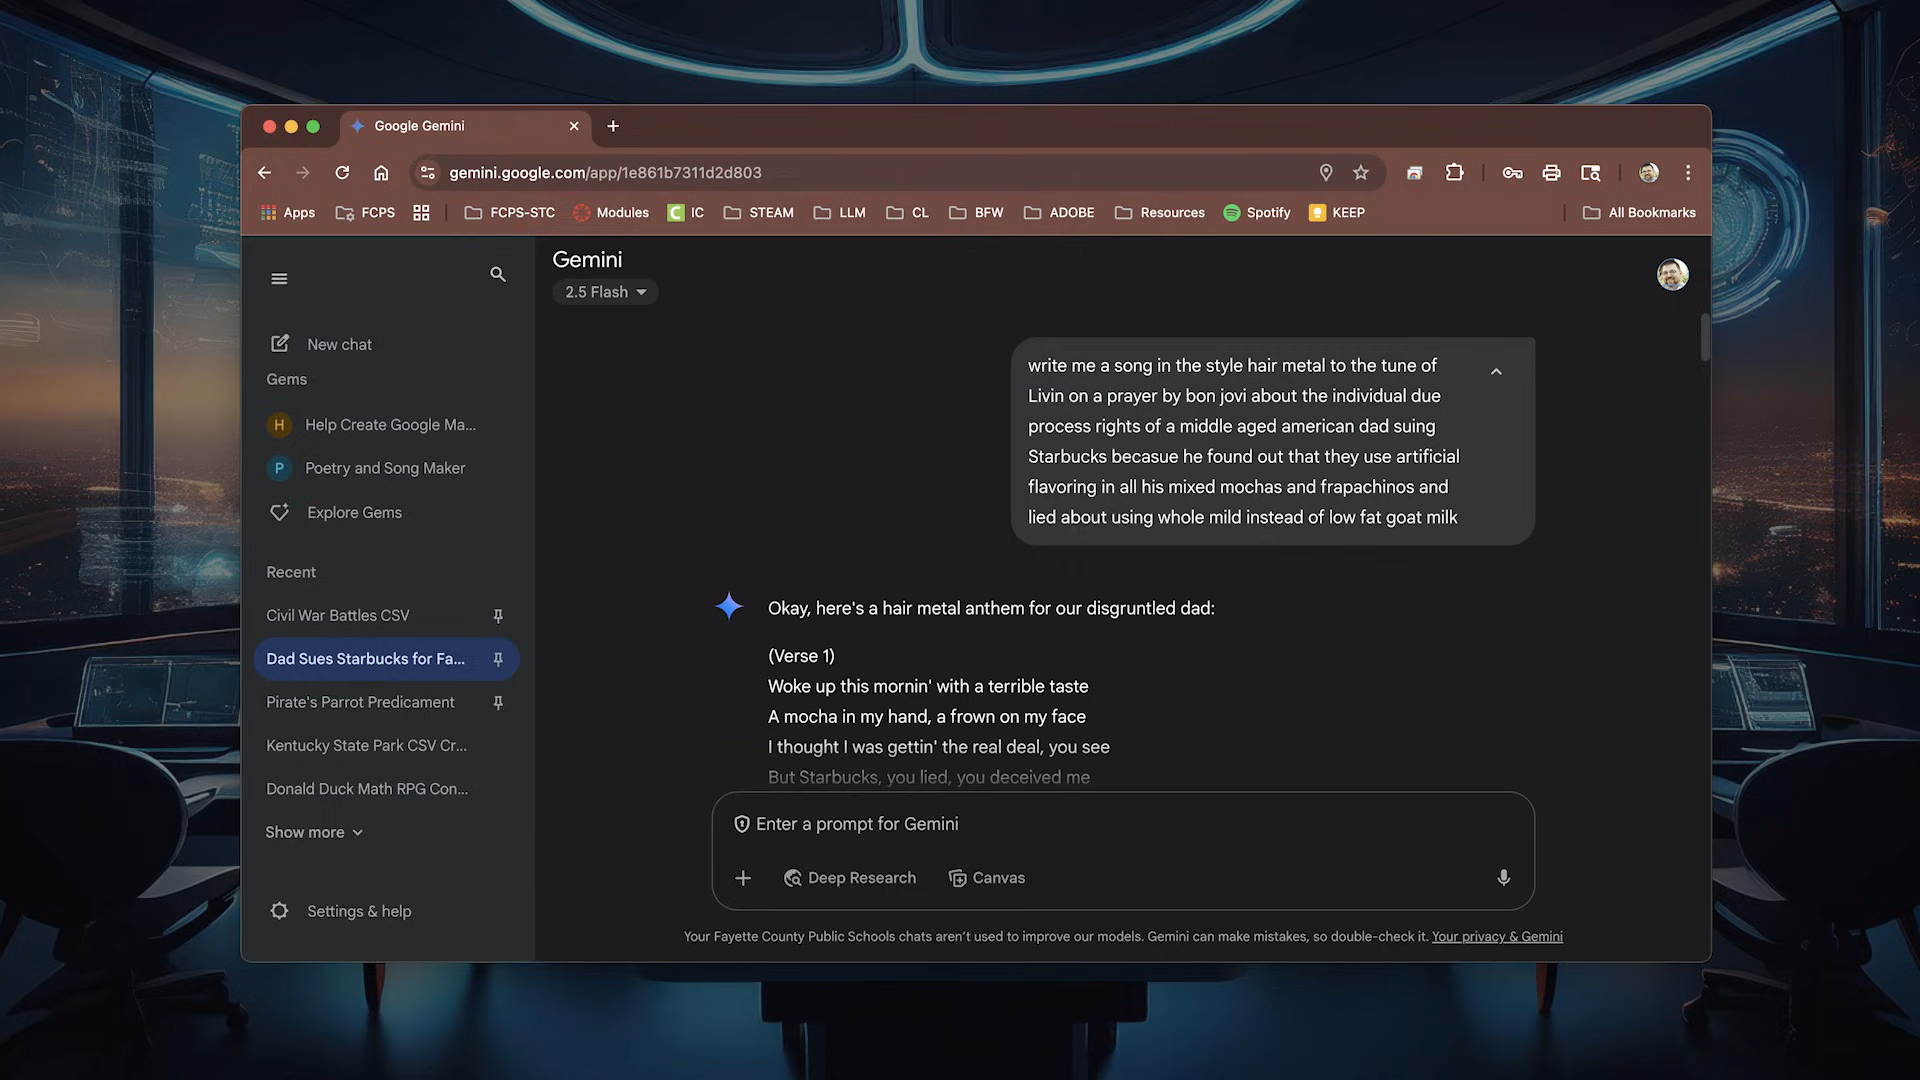 Google Gemini
gemini.google.com/app/1e861b7311d2d803
Apps FCPS FCPS-STC Modules IC STEAM LLM CL BFW ADOBE Resources Spotify KEEP All Bookmarks
Gemini
2.5 Flash
New chat
Gems
H Help Create Google Ma...
P Poetry and Song Maker
Explore Gems
Recent
Civil War Battles CSV
Dad Sues Starbucks for Fa...
Pirate's Parrot Predicament
Kentucky State Park CSV Cr...
Donald Duck Math RPG Con...
Show more
Settings & help
write me a song in the style hair metal to the tune of
Livin on a prayer by bon jovi about the individual due
process rights of a middle aged american dad suing
Starbucks becasue he found out that they use artificial
flavoring in all his mixed mochas and frapachinos and
lied about using whole mild instead of low fat goat milk
Okay, here's a hair metal anthem for our disgruntled dad:
(Verse 1)
Woke up this mornin' with a terrible taste
A mocha in my hand, a frown on my face
I thought I was gettin' the real deal, you see
But Starbucks, you lied, you deceived me
Enter a prompt for Gemini
Deep Research Canvas
Your Fayette County Public Schools chats aren't used to improve our models. Gemini can make mistakes, so double-check it. Your privacy & Gemini